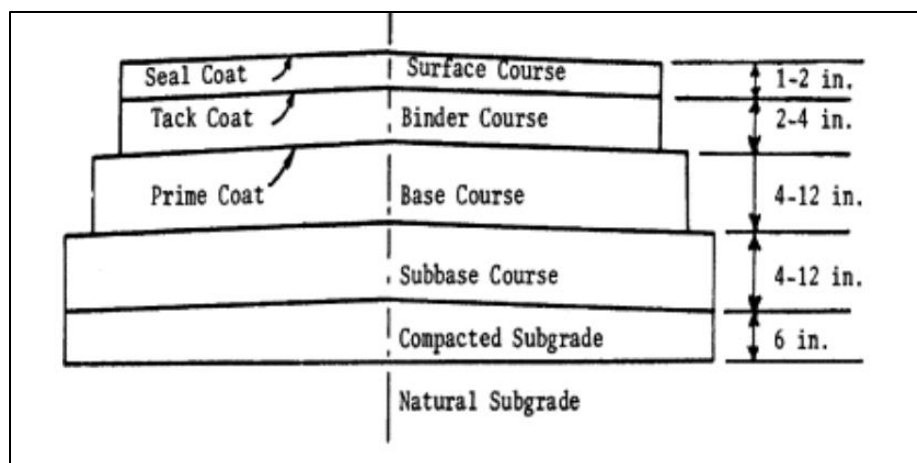 Seal Coat
Surface Course
1-2 in.
Tack Coat
Binder Course
2-4 in.
Prime Coat
Base Course
4-12 in.
Subbase Course
4-12 in.
Compacted Subgrade
6 in.
Natural Subgrade